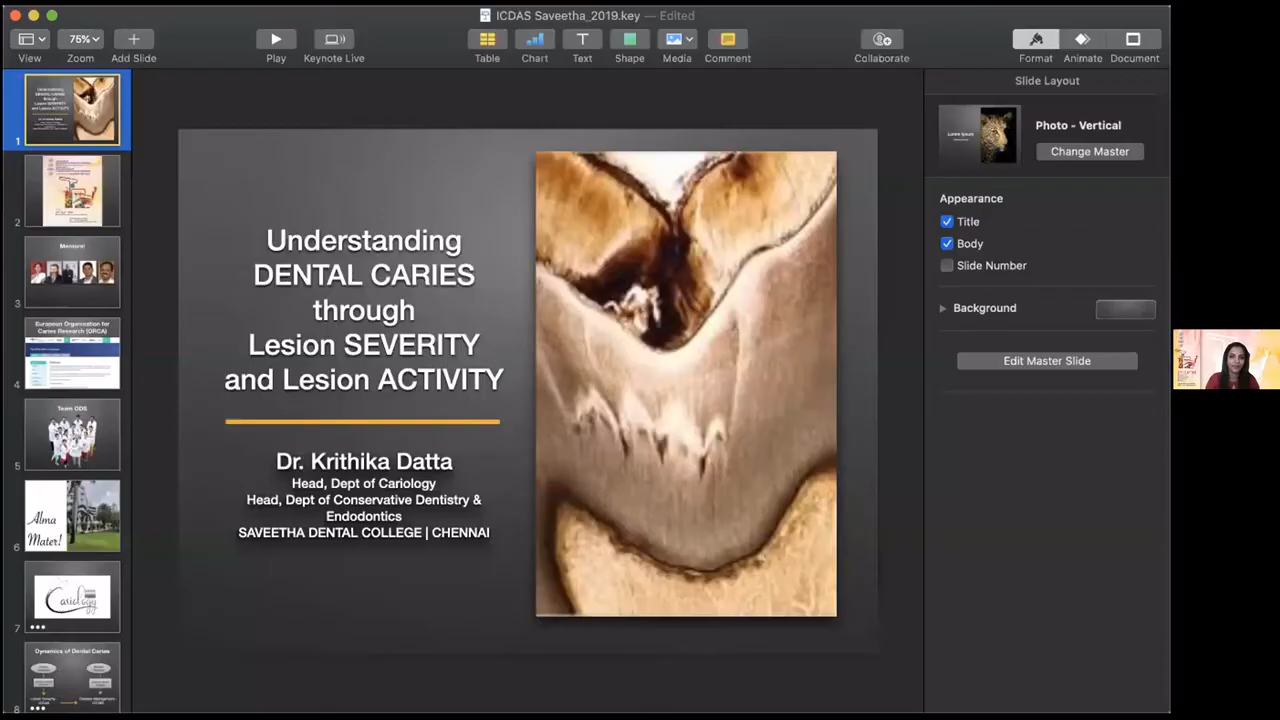 ICDAS Saveetha_2019.key — Edited
75%
View
Zoom
Add Slide
Play
Keynote Live
Table
Chart
Text
Shape
Media
Comment
Collaborate
Format
Animate
Document
1
2
Mentors!
3
European Organisation for
Caries Research (ORCA)
4
Team ODS
5
Alma
Mater!
6
Cariology
7
Dynamics of Dental Caries
8
Understanding
DENTAL CARIES
through
Lesion SEVERITY
and Lesion ACTIVITY
Dr. Krithika Datta
Head, Dept of Cariology
Head, Dept of Conservative Dentistry &
Endodontics
SAVEETHA DENTAL COLLEGE | CHENNAI
Slide Layout
Photo - Vertical
Change Master
Appearance
Title
Body
Slide Number
Background
Edit Master Slide